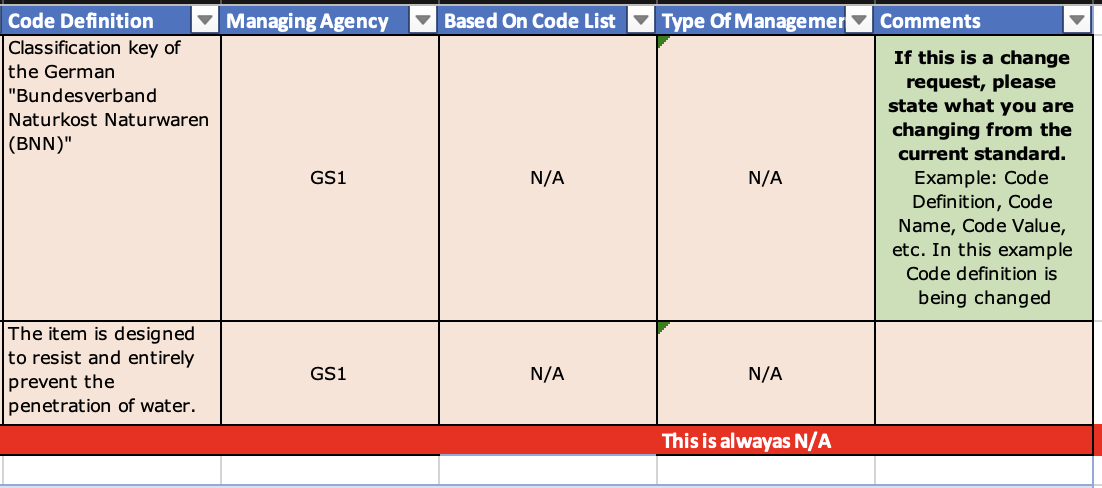 Code Definition Managing Agency Based On Code List Type Of Managemer Comments
Classification key of
the German
"Bundesverband
Naturkost Naturwaren
(BNN)"
GS1
N/A
N/A
If this is a change
request, please
state what you are
changing from the
current standard.
Example: Code
Definition, Code
Name, Code Value,
etc. In this example
Code definition is
being changed
The item is designed
to resist and entirely
prevent the
penetration of water.
GS1
N/A
N/A
This is alwayas N/A